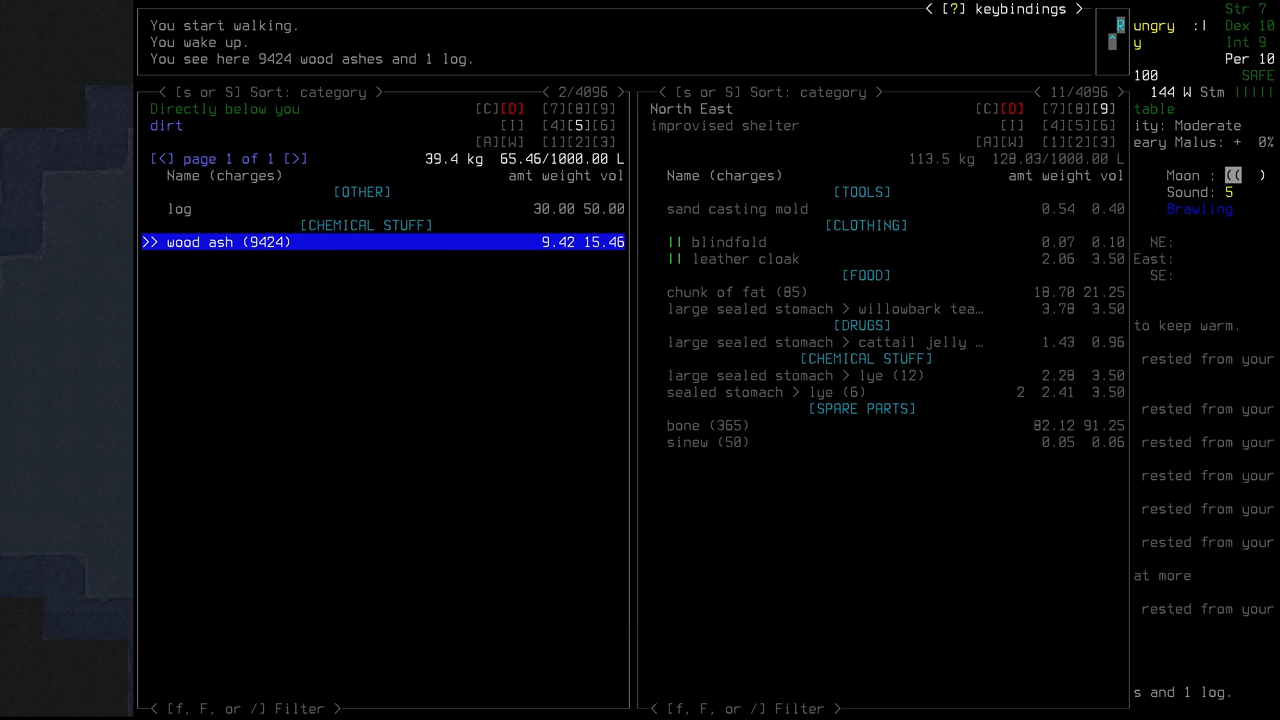 < [?] keybindings >
You start walking.
You wake up.
You see here 9424 wood ashes and 1 log.
R
^
Str 7
ungry :| Dex 10
y Int 9
Per 10
100 SAFE
144 W Stm |||||
table
ity: Moderate
eary Malus: + 0%
Moon : (( )
Sound: 5
Brawling
NE:
East:
SE:
to keep warm.
rested from your
rested from your
rested from your
rested from your
rested from your
rested from your
at more
rested from your
s and 1 log.
< [s or S] Sort: category > < 2/4096 >
Directly below you [C][D] [7][8][9]
dirt [I] [4][5][6]
[A][W] [1][2][3]
[<] page 1 of 1 [>] 39.4 kg 65.46/1000.00 L
Name (charges) amt weight vol
[OTHER]
log 30.00 50.00
[CHEMICAL STUFF]
>> wood ash (9424) 9.42 15.46
< [f, F, or /] Filter >
< [s or S] Sort: category > < 11/4096 >
North East [C][D] [7][8][9]
improvised shelter [I] [4][5][6]
[A][W] [1][2][3]
113.5 kg 128.03/1000.00 L
Name (charges) amt weight vol
[TOOLS]
sand casting mold 0.54 0.40
[CLOTHING]
|| blindfold 0.07 0.10
|| leather cloak 2.06 3.50
[FOOD]
chunk of fat (85) 18.70 21.25
large sealed stomach > willowbark tea… 3.78 3.50
[DRUGS]
large sealed stomach > cattail jelly … 1.43 0.96
[CHEMICAL STUFF]
large sealed stomach > lye (12) 2.28 3.50
sealed stomach > lye (6) 2 2.41 3.50
[SPARE PARTS]
bone (365) 82.12 91.25
sinew (50) 0.05 0.06
< [f, F, or /] Filter >